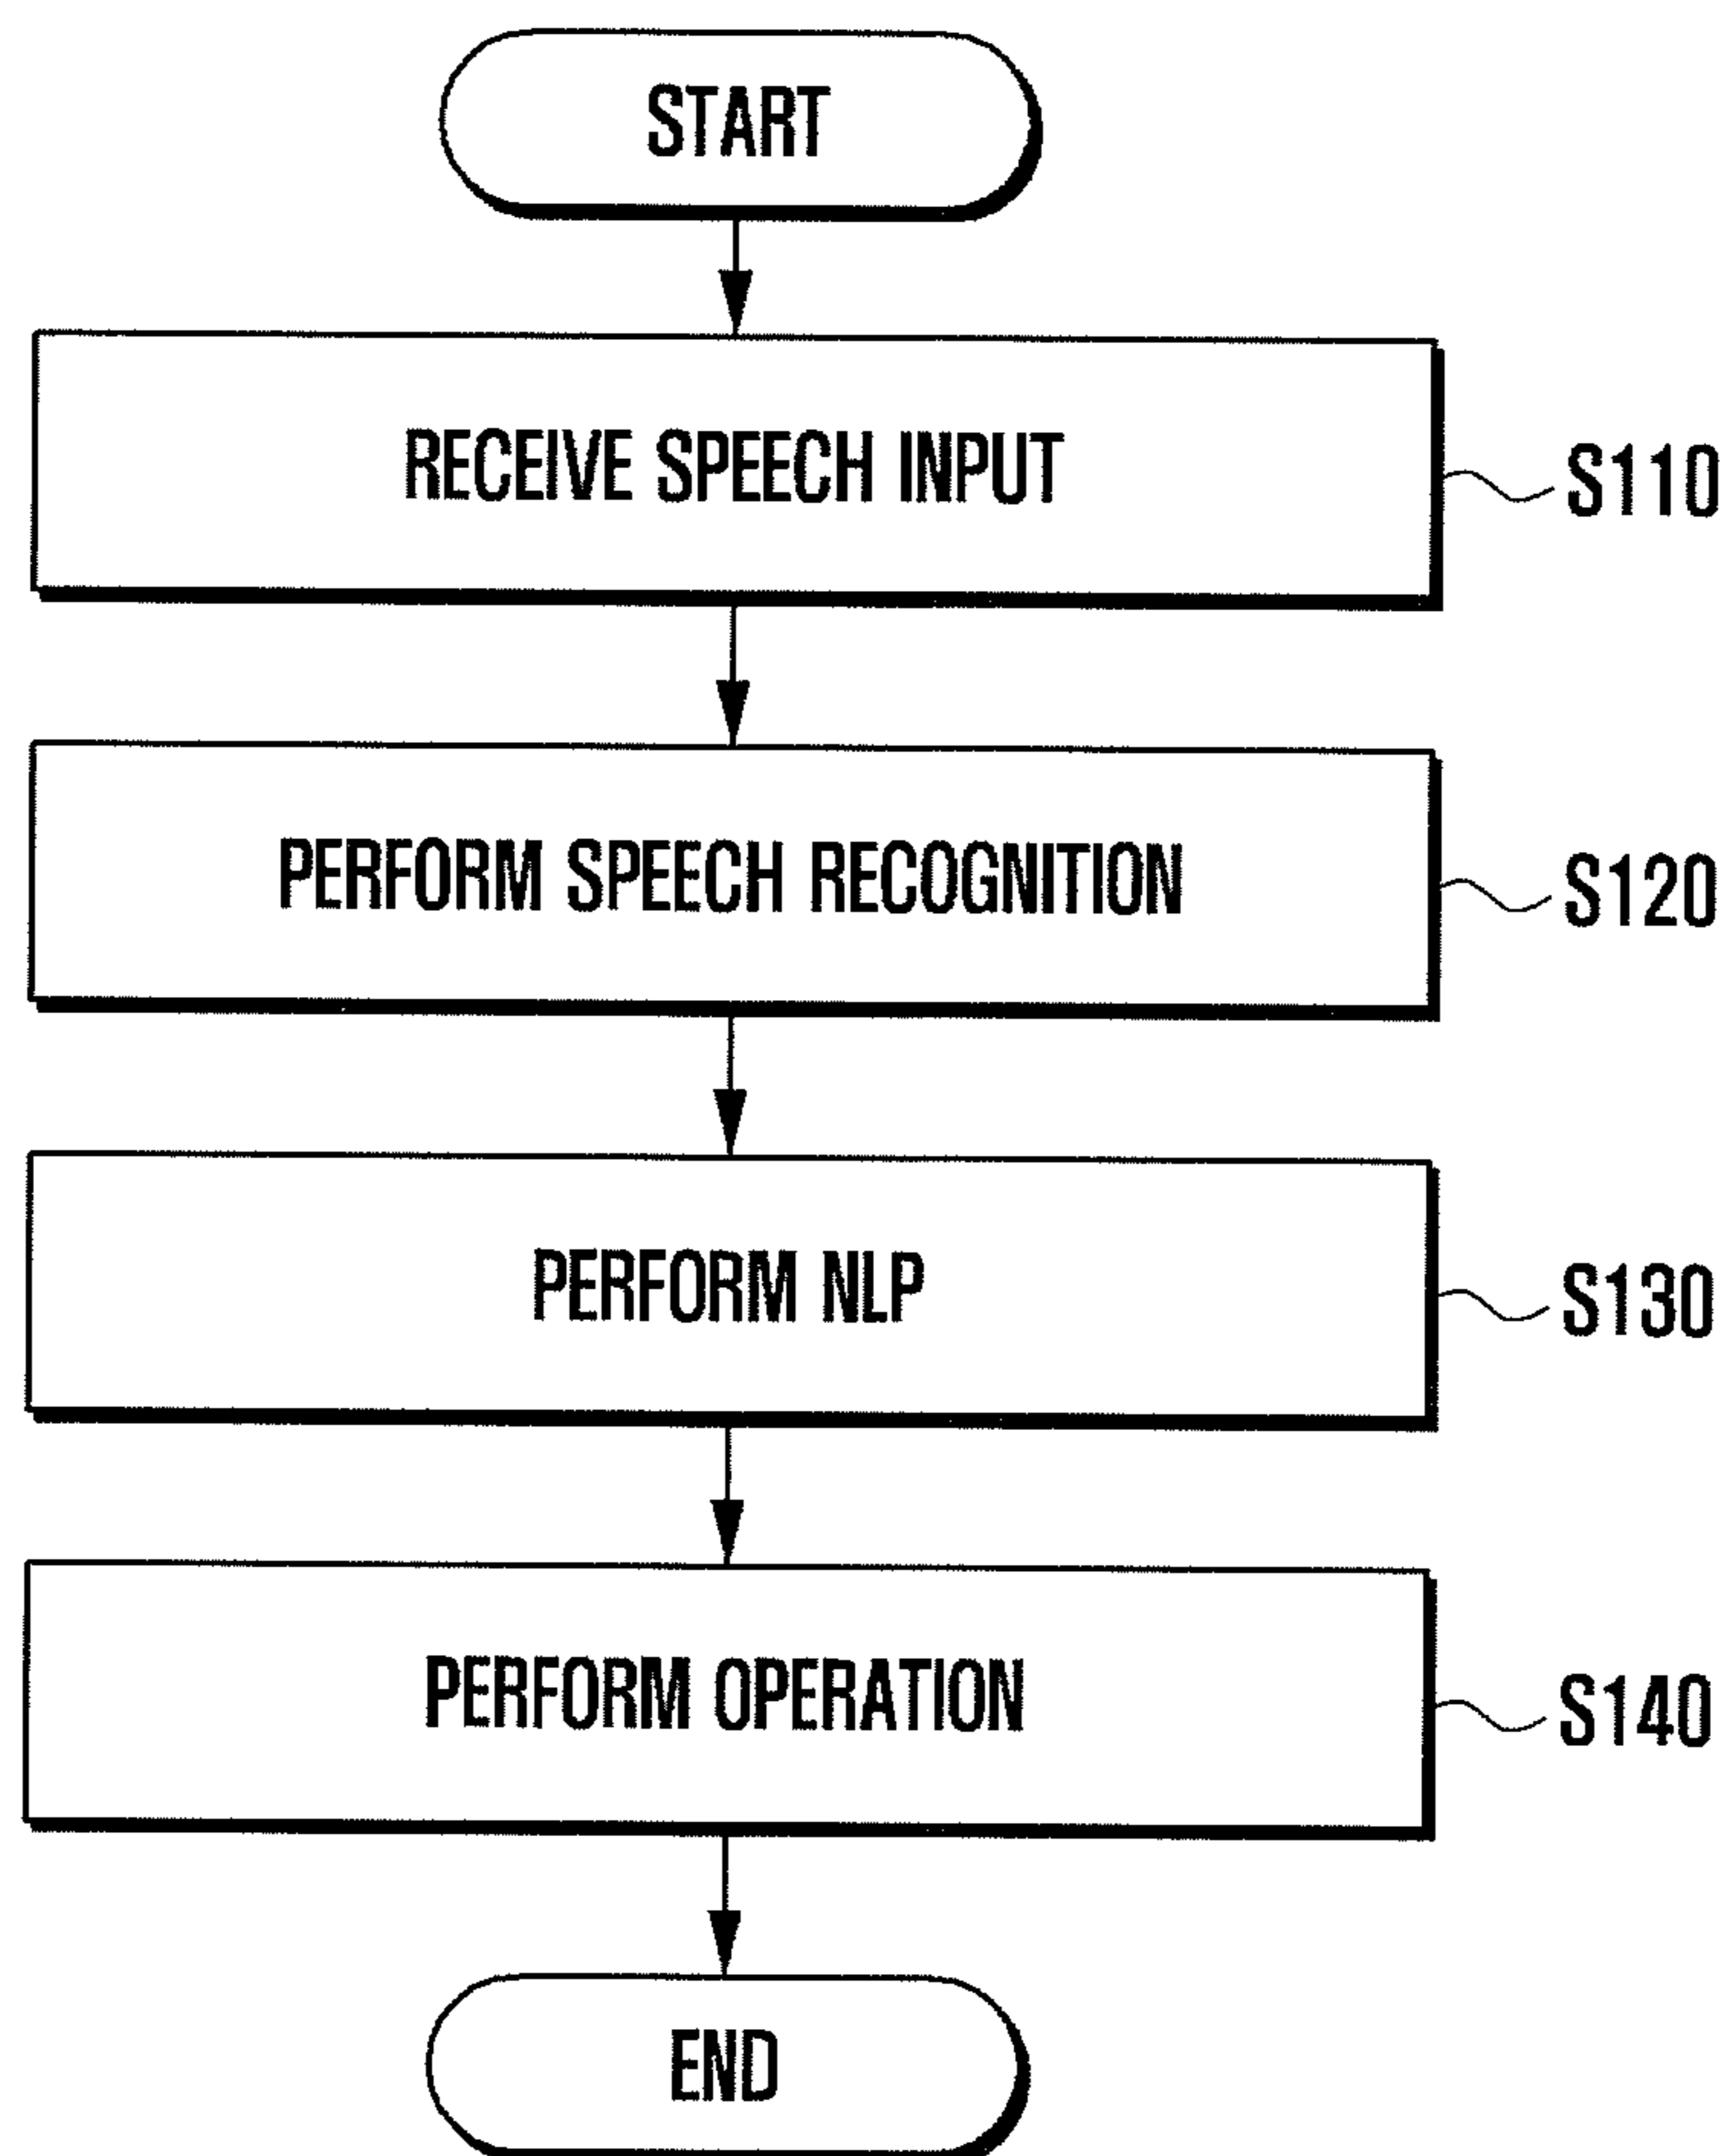 START
RECEIVE SPEECH INPUT
S110
PERFORM SPEECH RECOGNITION
S120
PERFORM NLP
S130
PERFORM OPERATION
S140
END